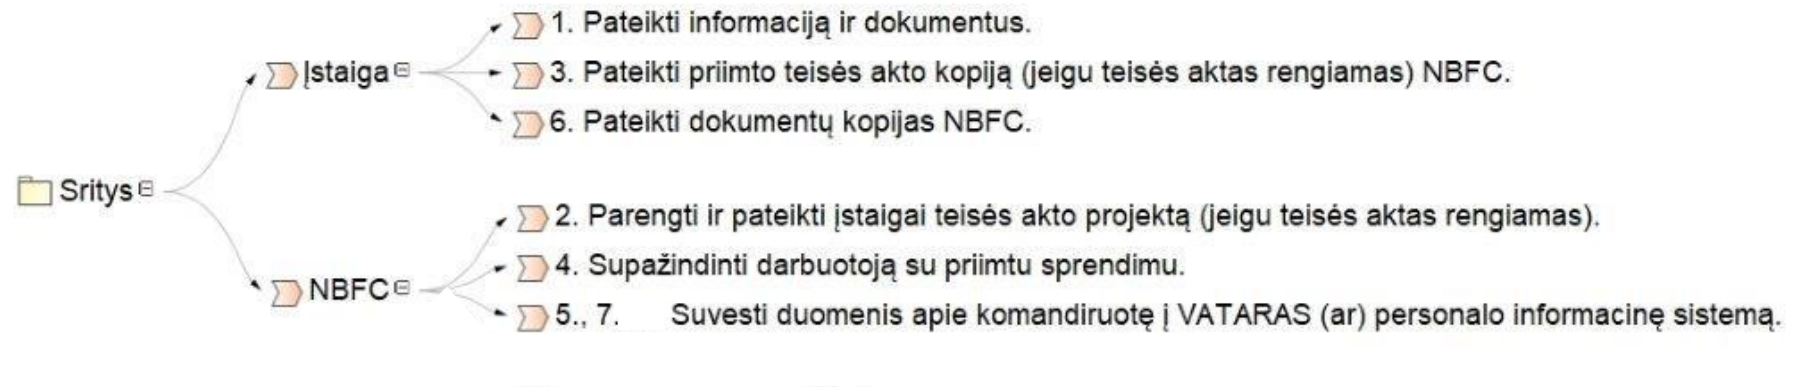 1. Pateikti informaciją ir dokumentus.
Įstaiga
3. Pateikti priimto teisės akto kopiją (jeigu teisės aktas rengiamas) NBFC.
6. Pateikti dokumentų kopijas NBFC.
Sritys
2. Parengti ir pateikti įstaigai teisės akto projektą (jeigu teisės aktas rengiamas).
4. Supažindinti darbuotoją su priimtu sprendimu.
NBFC
5., 7. Suvesti duomenis apie komandiruotę į VATARAS (ar) personalo informacinę sistemą.